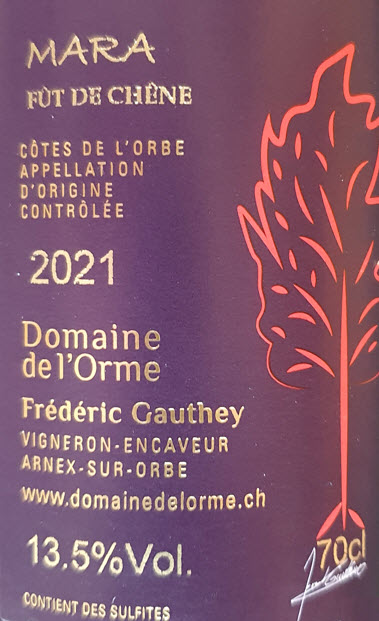 MARA
FÛT DE CHÊNE
CÔTES DE L'ORBE
APPELLATION
D'ORIGINE
CONTRÔLÉE
2021
Domaine
de l'Orme
Frédéric Gauthey
VIGNERON-ENCAVEUR
ARNEX-SUR-ORBE
www.domainedelorme.ch
13.5%Vol. 70cl
CONTIENT DES SULFITES